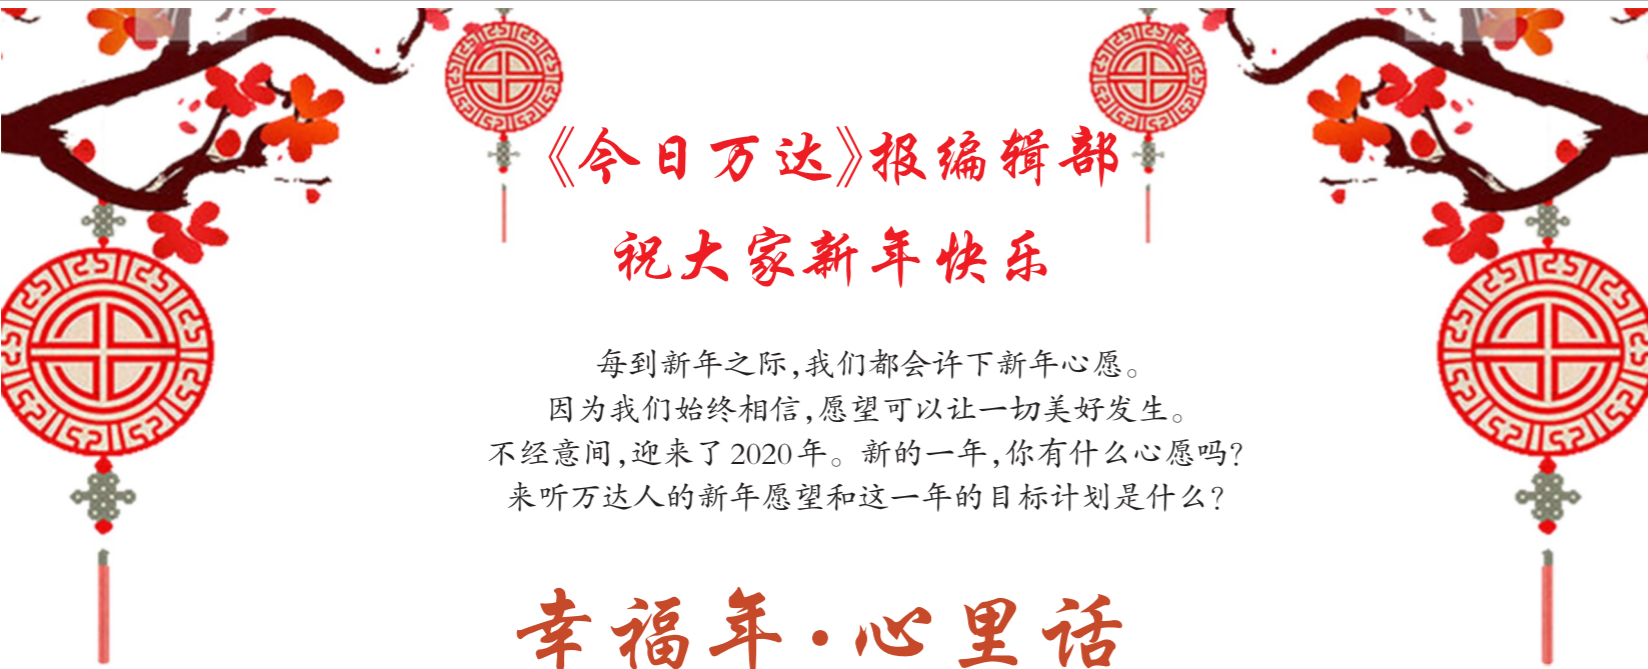 《今日万达》报编辑部
祝大家新年快乐
每到新年之际,我们都会许下新年心愿。
因为我们始终相信,愿望可以让一切美好发生。
不经意间,迎来了2020年。新的一年,你有什么心愿吗?
来听万达人的新年愿望和这一年的目标计划是什么?
幸福年·心里话